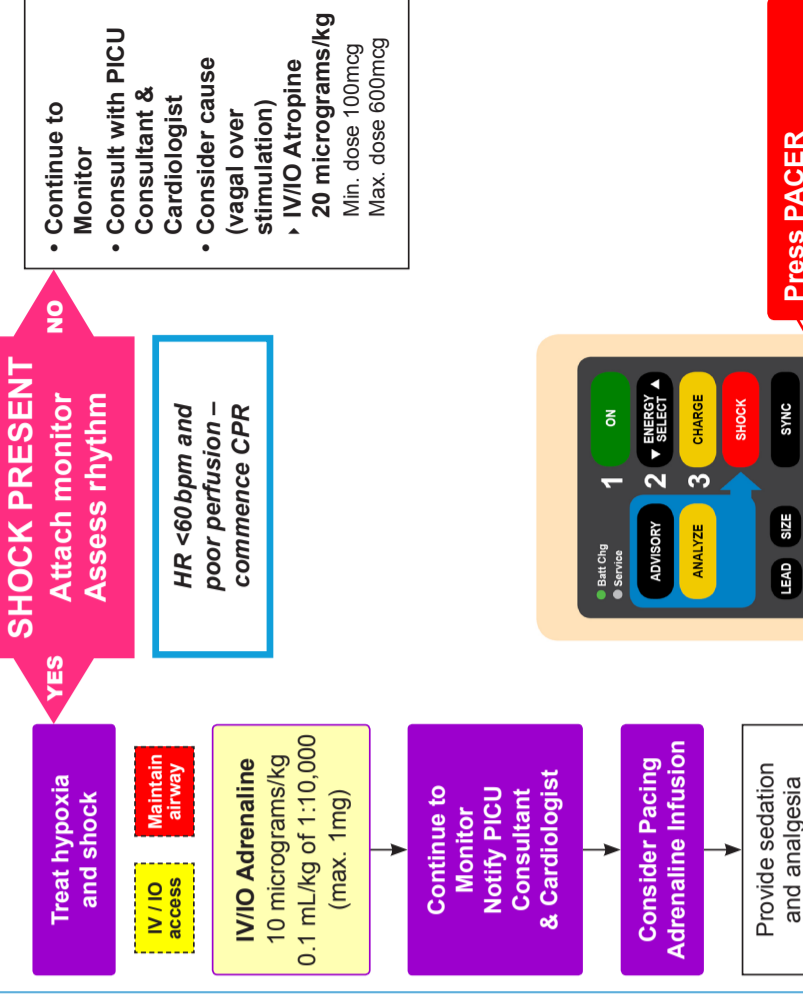 SHOCK PRESENT
Attach monitor
Assess rhythm
YES
NO
Treat hypoxia
and shock
IV / IO
access
Maintain
airway
IV/IO Adrenaline
10 micrograms/kg
0.1 mL/kg of 1:10,000
(max. 1mg)
Continue to
Monitor
Notify PICU
Consultant
& Cardiologist
Consider Pacing
Adrenaline Infusion
Provide sedation
and analgesia
HR <60bpm and
poor perfusion –
commence CPR
• Continue to
Monitor
• Consult with PICU
Consultant &
Cardiologist
• Consider cause
(vagal over
stimulation)
‣ IV/IO Atropine
20 micrograms/kg
Min. dose 100mcg
Max. dose 600mcg
Batt Chg
Service
1
ON
ADVISORY
2
▼ ENERGY ▲
SELECT
ANALYZE
3
CHARGE
SHOCK
LEAD
SIZE
SYNC
Press PACER